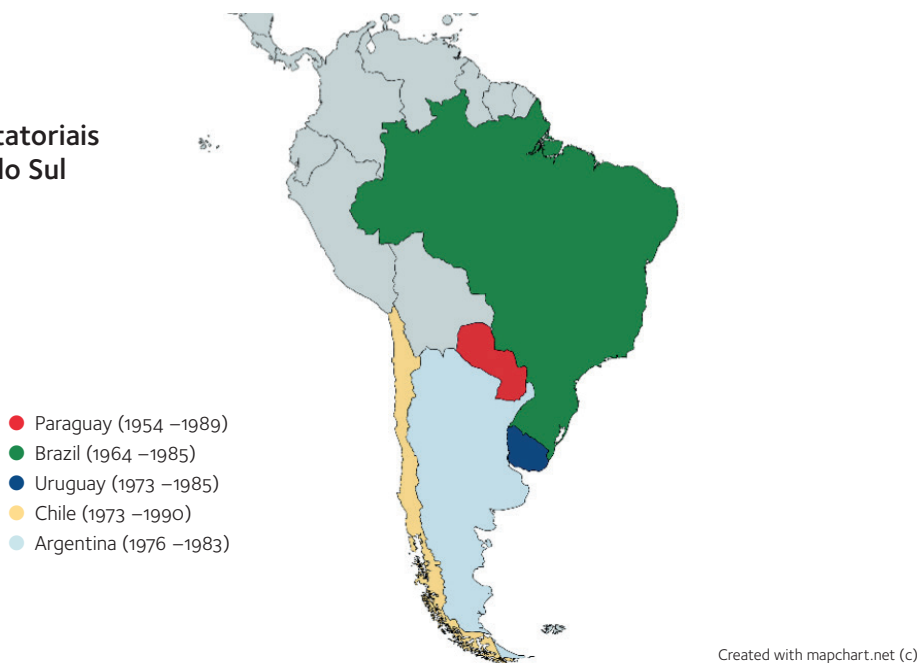 tatoriais
do Sul
Paraguay (1954 –1989)
Brazil (1964 –1985)
Uruguay (1973 –1985)
Chile (1973 –1990)
Argentina (1976 –1983)
Created with mapchart.net (c)